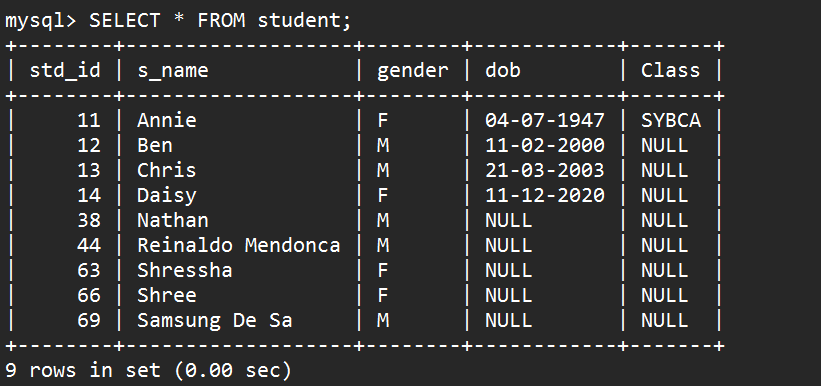 mysql> SELECT * FROM student;
+--------+-------------------+--------+------------+-------+
| std_id | s_name            | gender | dob        | Class |
+--------+-------------------+--------+------------+-------+
|     11 | Annie             | F      | 04-07-1947 | SYBCA |
|     12 | Ben               | M      | 11-02-2000 | NULL  |
|     13 | Chris             | M      | 21-03-2003 | NULL  |
|     14 | Daisy             | F      | 11-12-2020 | NULL  |
|     38 | Nathan            | M      | NULL       | NULL  |
|     44 | Reinaldo Mendonca | M      | NULL       | NULL  |
|     63 | Shressha          | F      | NULL       | NULL  |
|     66 | Shree             | F      | NULL       | NULL  |
|     69 | Samsung De Sa     | M      | NULL       | NULL  |
+--------+-------------------+--------+------------+-------+
9 rows in set (0.00 sec)